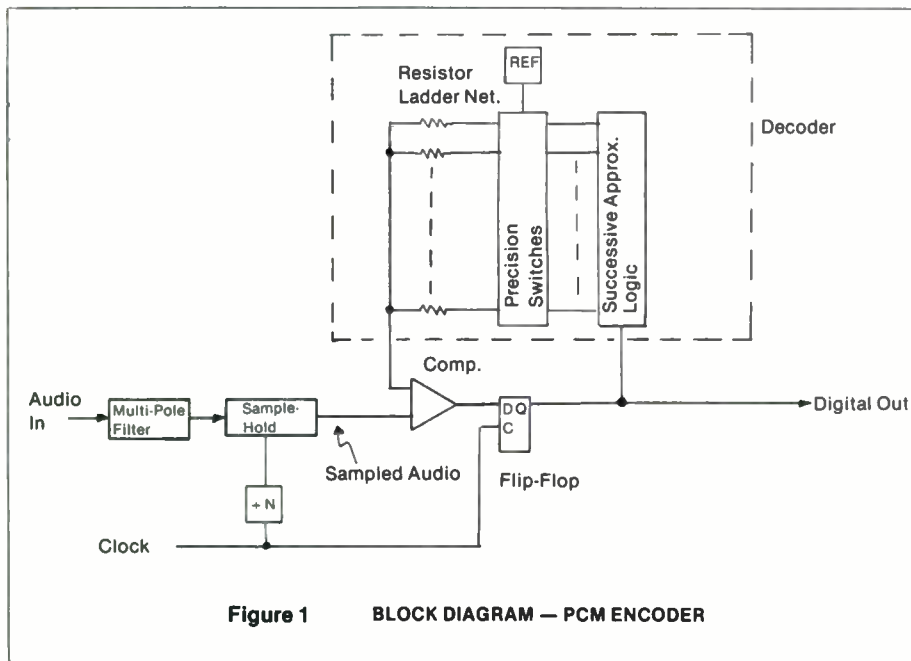 REF
Resistor
Ladder Net.
Decoder
Precision
Switches
Successive Approx.
Logic
Comp.
Audio
In
Multi-Pole
Filter
Sample-
Hold
D Q
C
Digital Out
Sampled Audio
Flip-Flop
÷ N
Clock
Figure 1 BLOCK DIAGRAM — PCM ENCODER